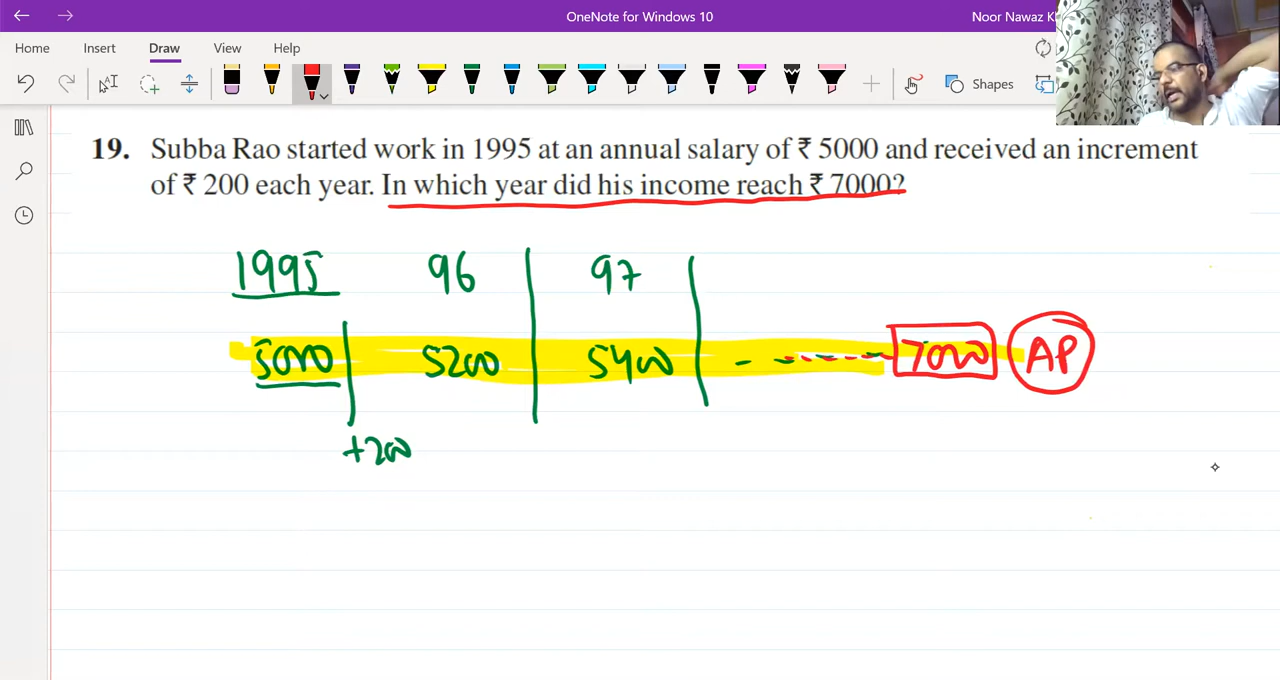 OneNote for Windows 10
Noor Nawaz K
Home Insert Draw View Help
Shapes
19. Subba Rao started work in 1995 at an annual salary of ₹ 5000 and received an increment
of ₹ 200 each year. In which year did his income reach ₹ 7000?
1995 96 97
5000 5200 5400 - - - - - - - 7000 AP
+200